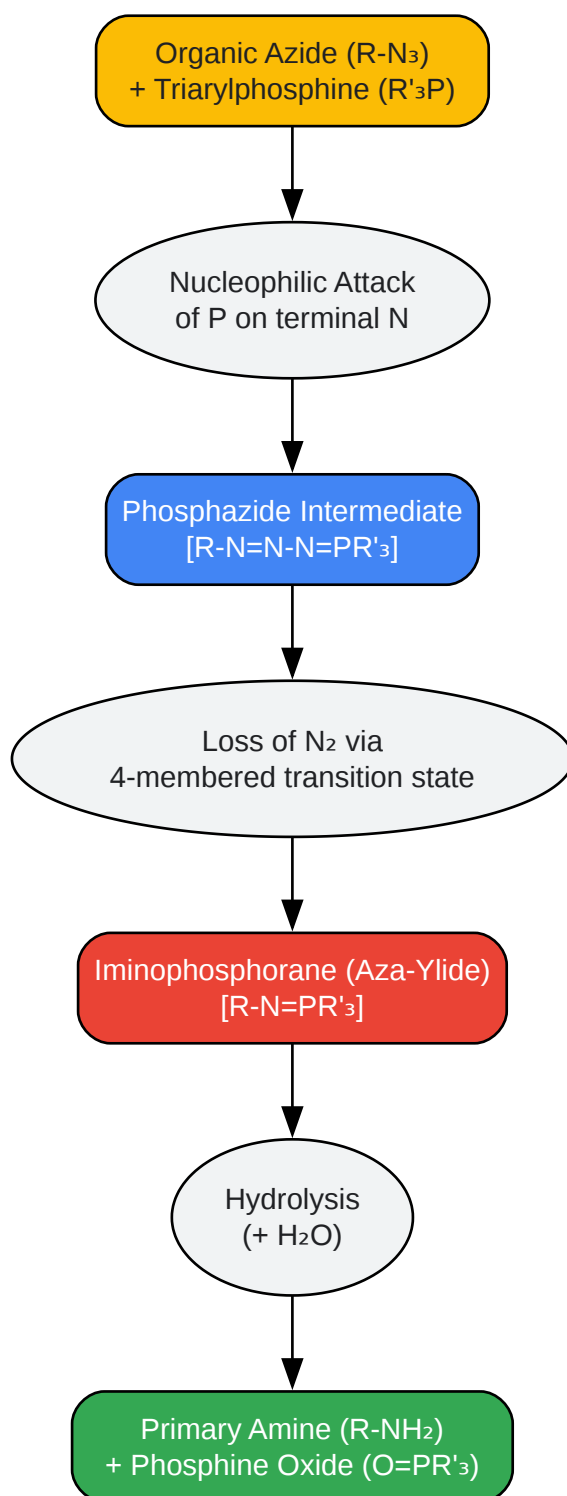 Organic Azide (R-N₃)
+ Triarylphosphine (R'₃P)
Nucleophilic Attack
of P on terminal N
Phosphazide Intermediate
[R-N=N-N=PR'₃]
Loss of N₂ via
4-membered transition state
Iminophosphorane (Aza-Ylide)
[R-N=PR'₃]
Hydrolysis
(+ H₂O)
Primary Amine (R-NH₂)
+ Phosphine Oxide (O=PR'₃)